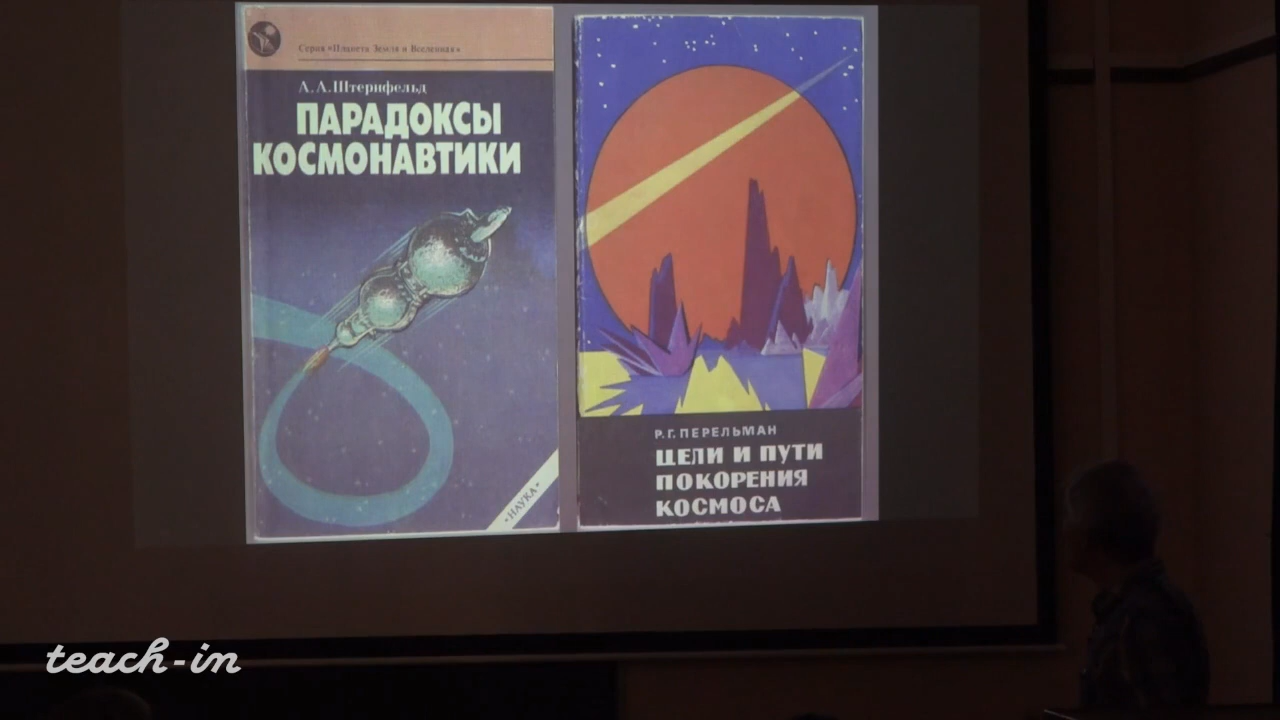 Серия «Планета Земля и Вселенная»
А. А. Штернфельд
ПАРАДОКСЫ
КОСМОНАВТИКИ
«НАУКА»
Р. Г. ПЕРЕЛЬМАН
ЦЕЛИ И ПУТИ
ПОКОРЕНИЯ
КОСМОСА
teach-in